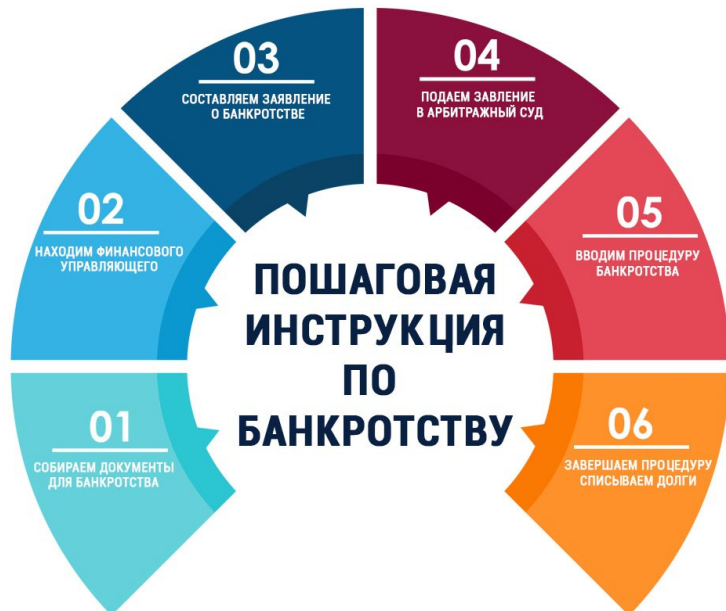 ПОШАГОВАЯ
ИНСТРУКЦИЯ
ПО
БАНКРОТСТВУ
01
СОБИРАЕМ ДОКУМЕНТЫ
ДЛЯ БАНКРОТСТВА
02
НАХОДИМ ФИНАНСОВОГО
УПРАВЛЯЮЩЕГО
03
СОСТАВЛЯЕМ ЗАЯВЛЕНИЕ
О БАНКРОТСТВЕ
04
ПОДАЕМ ЗАВЛЕНИЕ
В АРБИТРАЖНЫЙ СУД
05
ВВОДИМ ПРОЦЕДУРУ
БАНКРОТСТВА
06
ЗАВЕРШАЕМ ПРОЦЕДУРУ
СПИСЫВАЕМ ДОЛГИ